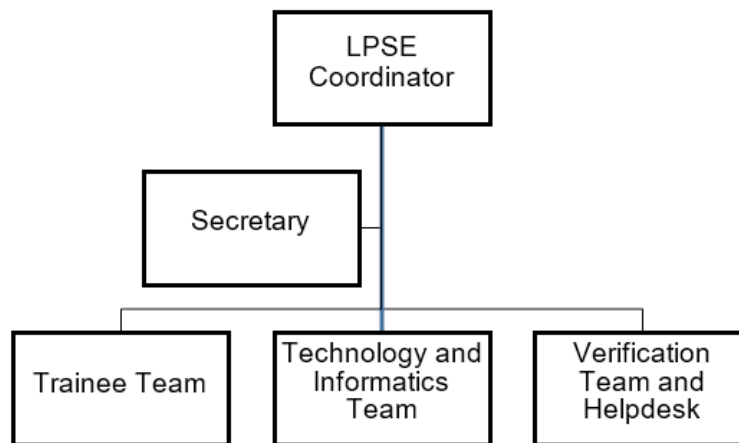 LPSE
Coordinator
Secretary
Trainee Team
Technology and
Informatics
Team
Verification
Team and
Helpdesk